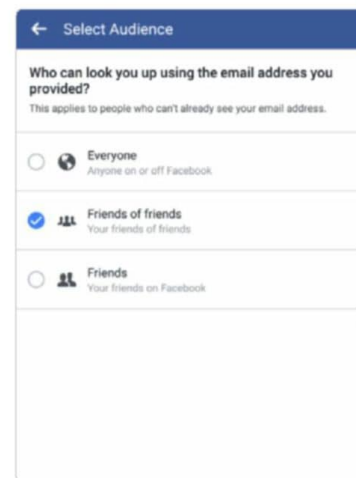 Select Audience
Who can look you up using the email address you
provided?
This applies to people who can't already see your email address.
Everyone
Anyone on or off Facebook
Friends of friends
Your friends of friends
Friends
Your friends on Facebook